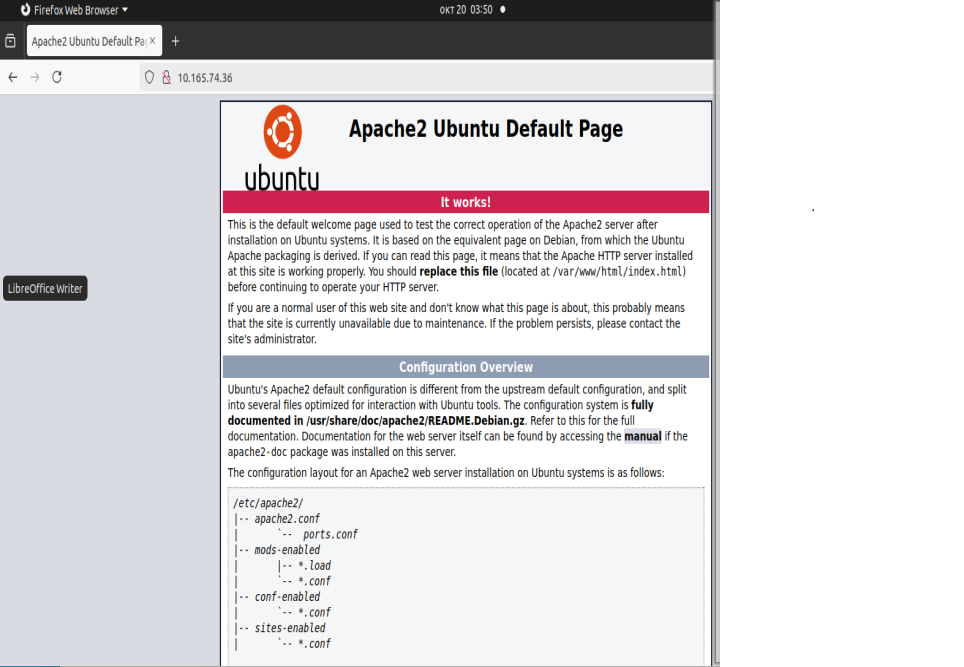 Firefox Web Browser
окт 20 03:50
Apache2 Ubuntu Default Pa
10.165.74.36
Apache2 Ubuntu Default Page
ubuntu
It works!
This is the default welcome page used to test the correct operation of the Apache2 server after
installation on Ubuntu systems. It is based on the equivalent page on Debian, from which the Ubuntu
Apache packaging is derived. If you can read this page, it means that the Apache HTTP server installed
at this site is working properly. You should replace this file (located at /var/www/html/index.html)
before continuing to operate your HTTP server.
LibreOffice Writer
If you are a normal user of this web site and don't know what this page is about, this probably means
that the site is currently unavailable due to maintenance. If the problem persists, please contact the
site's administrator.
Configuration Overview
Ubuntu's Apache2 default configuration is different from the upstream default configuration, and split
into several files optimized for interaction with Ubuntu tools. The configuration system is fully
documented in /usr/share/doc/apache2/README.Debian.gz. Refer to this for the full
documentation. Documentation for the web server itself can be found by accessing the manual if the
apache2-doc package was installed on this server.
The configuration layout for an Apache2 web server installation on Ubuntu systems is as follows:
/etc/apache2/
|-- apache2.conf
|       `--  ports.conf
|-- mods-enabled
|       |-- *.load
|       `-- *.conf
|-- conf-enabled
|       `-- *.conf
|-- sites-enabled
|       `-- *.conf